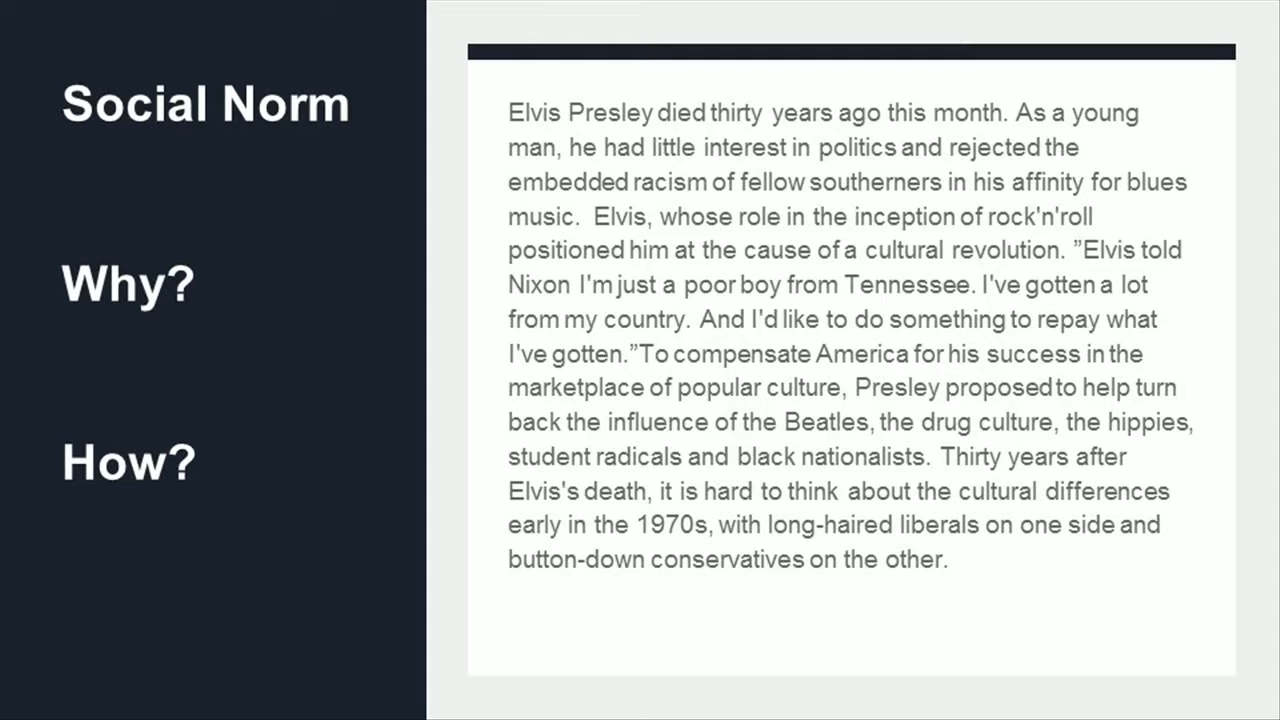 Social Norm
Why?
How?
Elvis Presley died thirty years ago this month. As a young
man, he had little interest in politics and rejected the
embedded racism of fellow southerners in his affinity for blues
music.  Elvis, whose role in the inception of rock'n'roll
positioned him at the cause of a cultural revolution. ”Elvis told
Nixon I'm just a poor boy from Tennessee. I've gotten a lot
from my country. And I'd like to do something to repay what
I've gotten.”To compensate America for his success in the
marketplace of popular culture, Presley proposed to help turn
back the influence of the Beatles, the drug culture, the hippies,
student radicals and black nationalists. Thirty years after
Elvis's death, it is hard to think about the cultural differences
early in the 1970s, with long-haired liberals on one side and
button-down conservatives on the other.